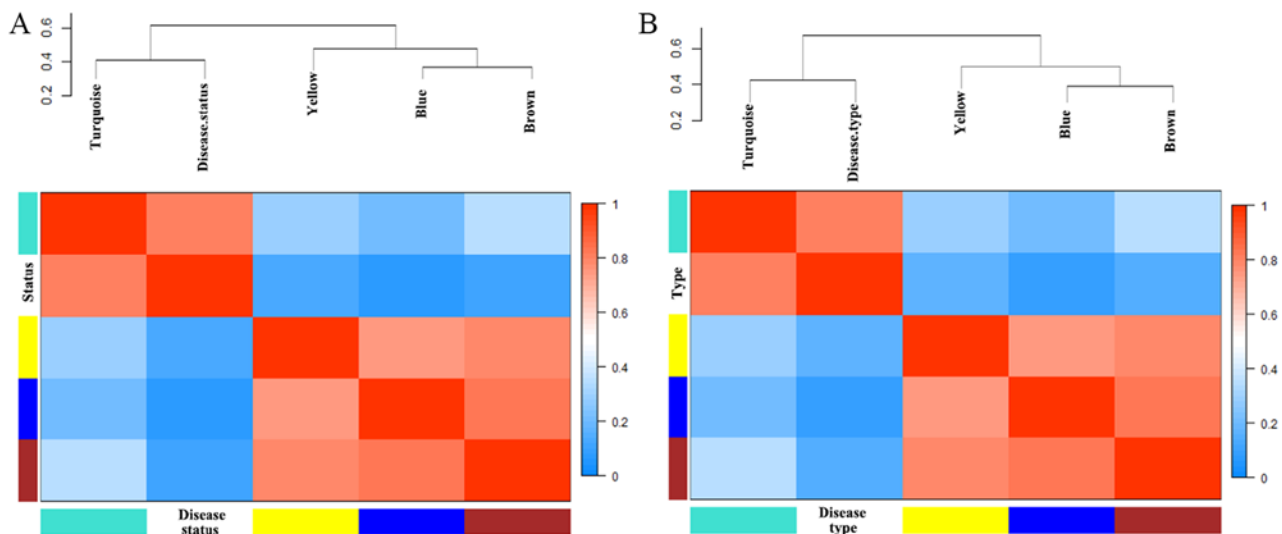 A
0.6
0.4
0.2
Turquoise
Disease.status
Yellow
Blue
Brown
Status
1
0.8
0.6
0.4
0.2
0
Disease
status
B
0.6
0.4
0.2
Turquoise
Disease.type
Yellow
Blue
Brown
Type
1
0.8
0.6
0.4
0.2
0
Disease
type